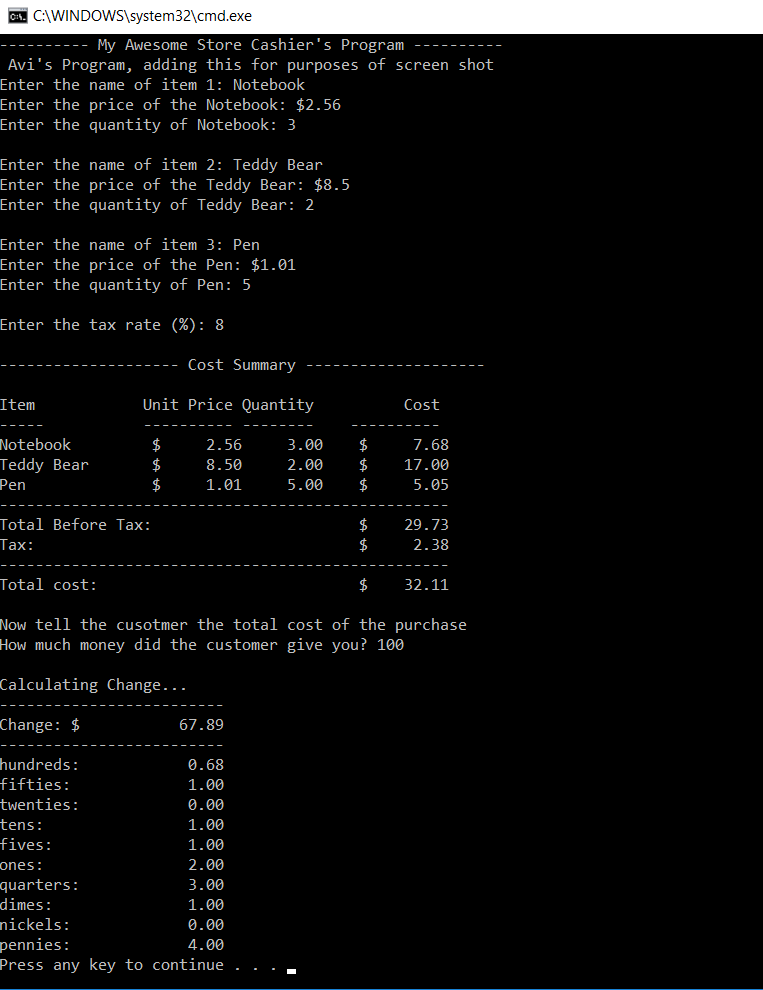 C:\WINDOWS\system32\cmd.exe
---------- My Awesome Store Cashier's Program ----------
 Avi's Program, adding this for purposes of screen shot
Enter the name of item 1: Notebook
Enter the price of the Notebook: $2.56
Enter the quantity of Notebook: 3

Enter the name of item 2: Teddy Bear
Enter the price of the Teddy Bear: $8.5
Enter the quantity of Teddy Bear: 2

Enter the name of item 3: Pen
Enter the price of the Pen: $1.01
Enter the quantity of Pen: 5

Enter the tax rate (%): 8

-------------------- Cost Summary --------------------

Item            Unit Price Quantity          Cost
-----           ---------- --------    ----------
Notebook         $     2.56     3.00    $     7.68
Teddy Bear       $     8.50     2.00    $    17.00
Pen              $     1.01     5.00    $     5.05
--------------------------------------------------
Total Before Tax:                       $    29.73
Tax:                                    $     2.38
--------------------------------------------------
Total cost:                             $    32.11

Now tell the cusotmer the total cost of the purchase
How much money did the customer give you? 100

Calculating Change...
-------------------------
Change: $           67.89
-------------------------
hundreds:            0.68
fifties:             1.00
twenties:            0.00
tens:                1.00
fives:               1.00
ones:                2.00
quarters:            3.00
dimes:               1.00
nickels:             0.00
pennies:             4.00
Press any key to continue . . .